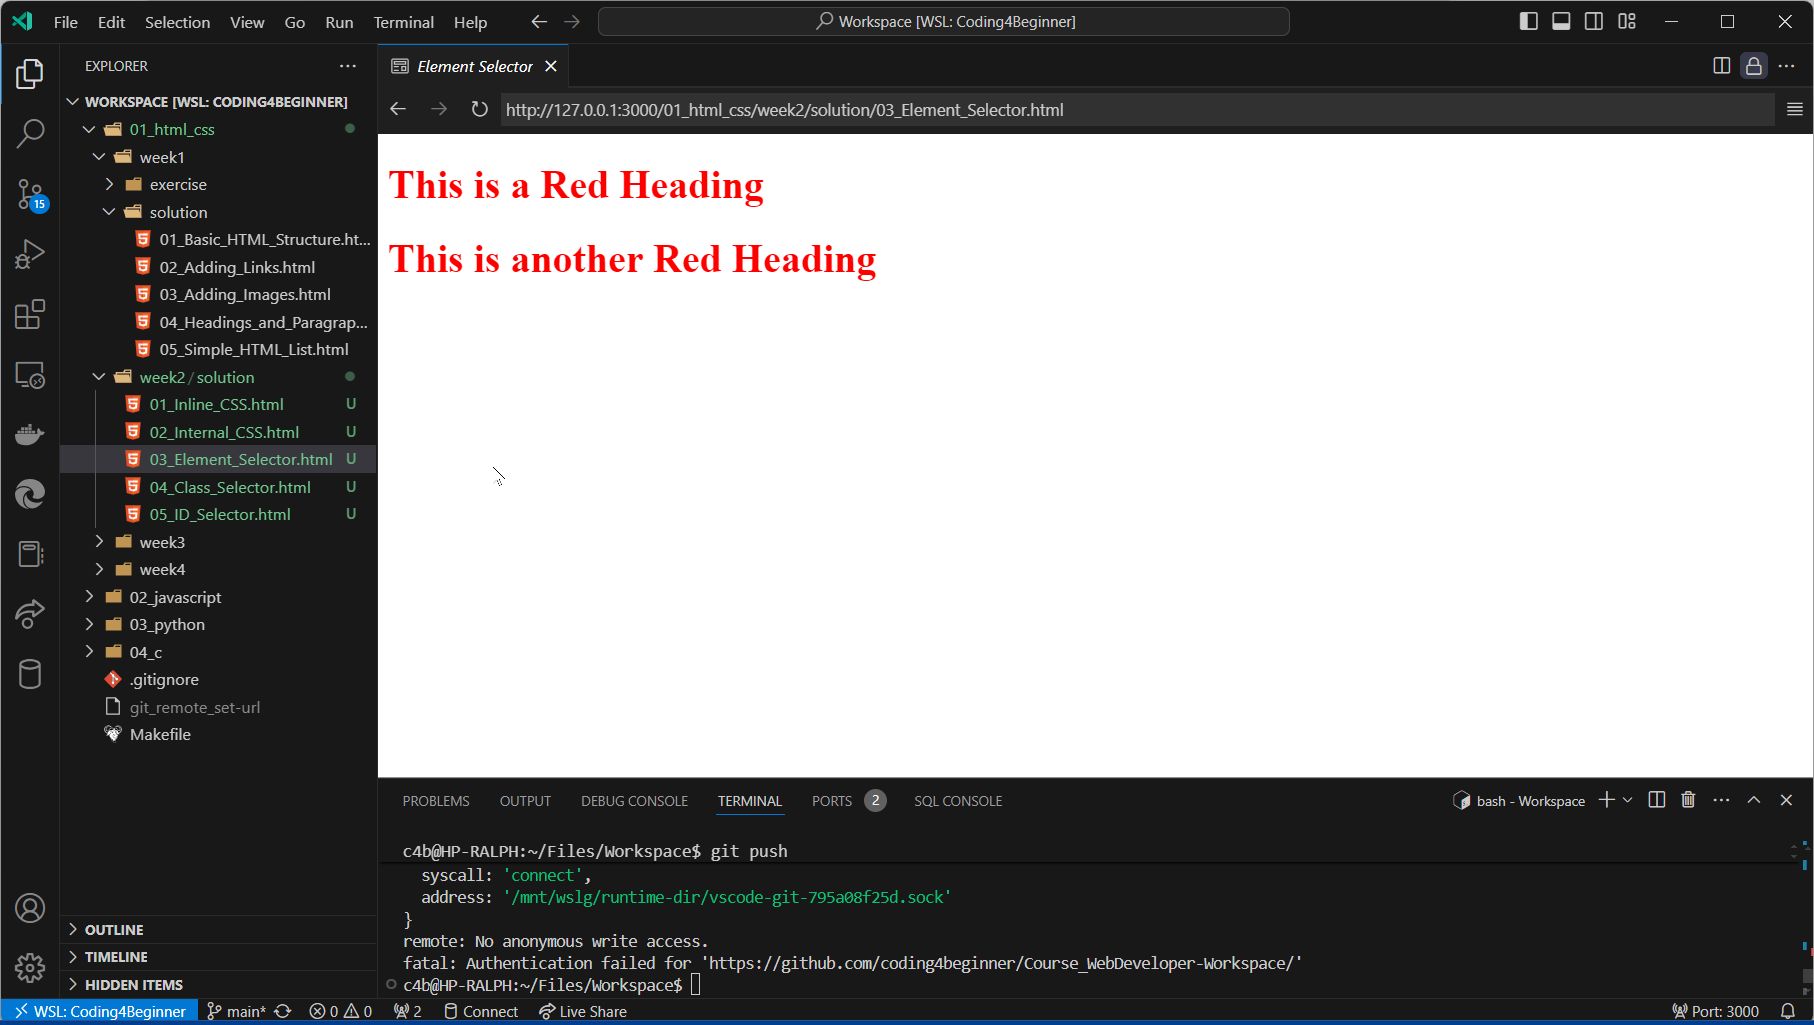 File Edit Selection View Go Run Terminal Help
Workspace [WSL: Coding4Beginner]
EXPLORER
WORKSPACE [WSL: CODING4BEGINNER]
01_html_css
week1
exercise
solution
01_Basic_HTML_Structure.ht...
02_Adding_Links.html
03_Adding_Images.html
04_Headings_and_Paragrap...
05_Simple_HTML_List.html
week2/solution
01_Inline_CSS.html U
02_Internal_CSS.html U
03_Element_Selector.html U
04_Class_Selector.html U
05_ID_Selector.html U
week3
week4
02_javascript
03_python
04_c
.gitignore
git_remote_set-url
Makefile
OUTLINE
TIMELINE
HIDDEN ITEMS
15
Element Selector
http://127.0.0.1:3000/01_html_css/week2/solution/03_Element_Selector.html
This is a Red Heading
This is another Red Heading
PROBLEMS OUTPUT DEBUG CONSOLE TERMINAL PORTS 2 SQL CONSOLE
bash - Workspace
c4b@HP-RALPH:~/Files/Workspace$ git push
syscall: 'connect',
address: '/mnt/wslg/runtime-dir/vscode-git-795a08f25d.sock'
}
remote: No anonymous write access.
fatal: Authentication failed for 'https://github.com/coding4beginner/Course_WebDeveloper-Workspace/'
c4b@HP-RALPH:~/Files/Workspace$
WSL: Coding4Beginner main* 0 0 2 Connect Live Share Port: 3000